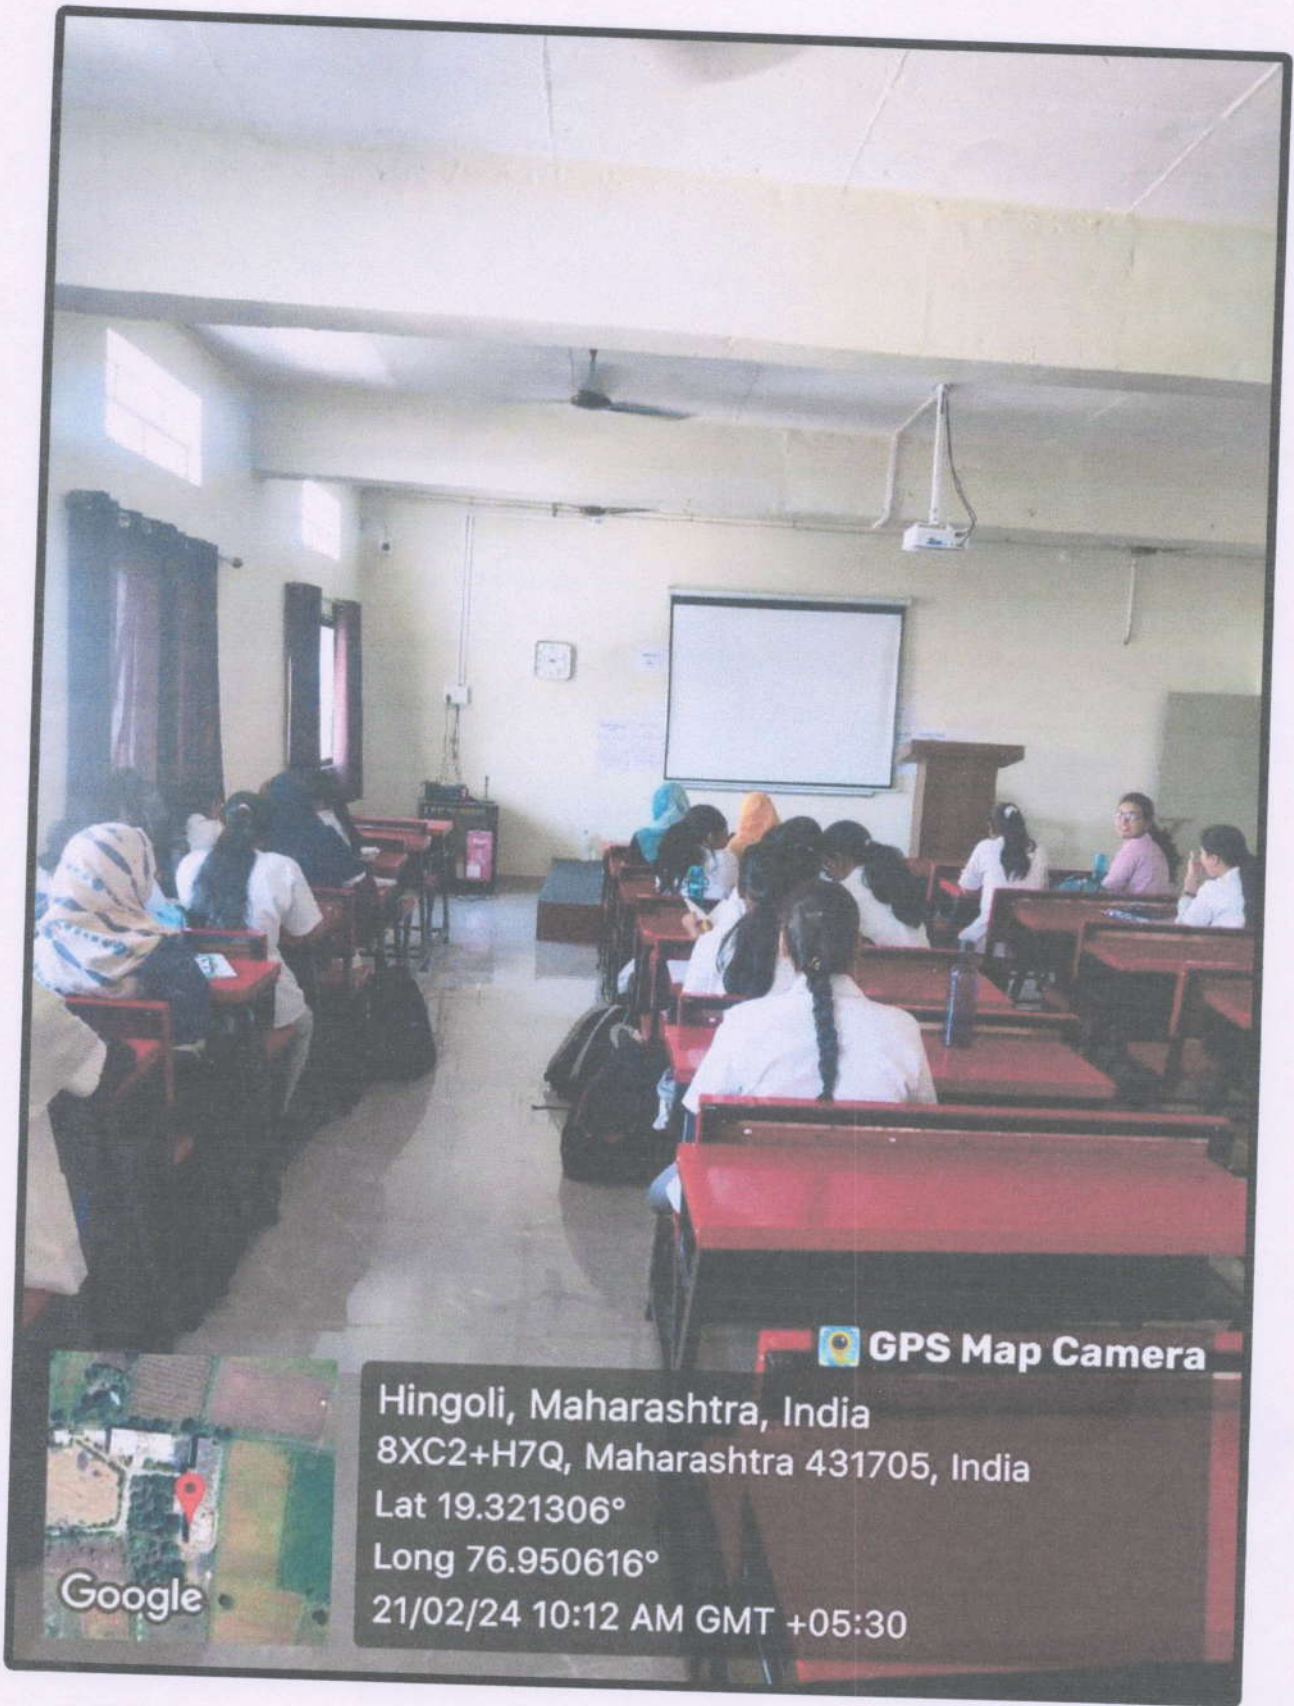 GPS Map Camera
Hingoli, Maharashtra, India
8XC2+H7Q, Maharashtra 431705, India
Lat 19.321306°
Long 76.950616°
21/02/24 10:12 AM GMT +05:30
Google